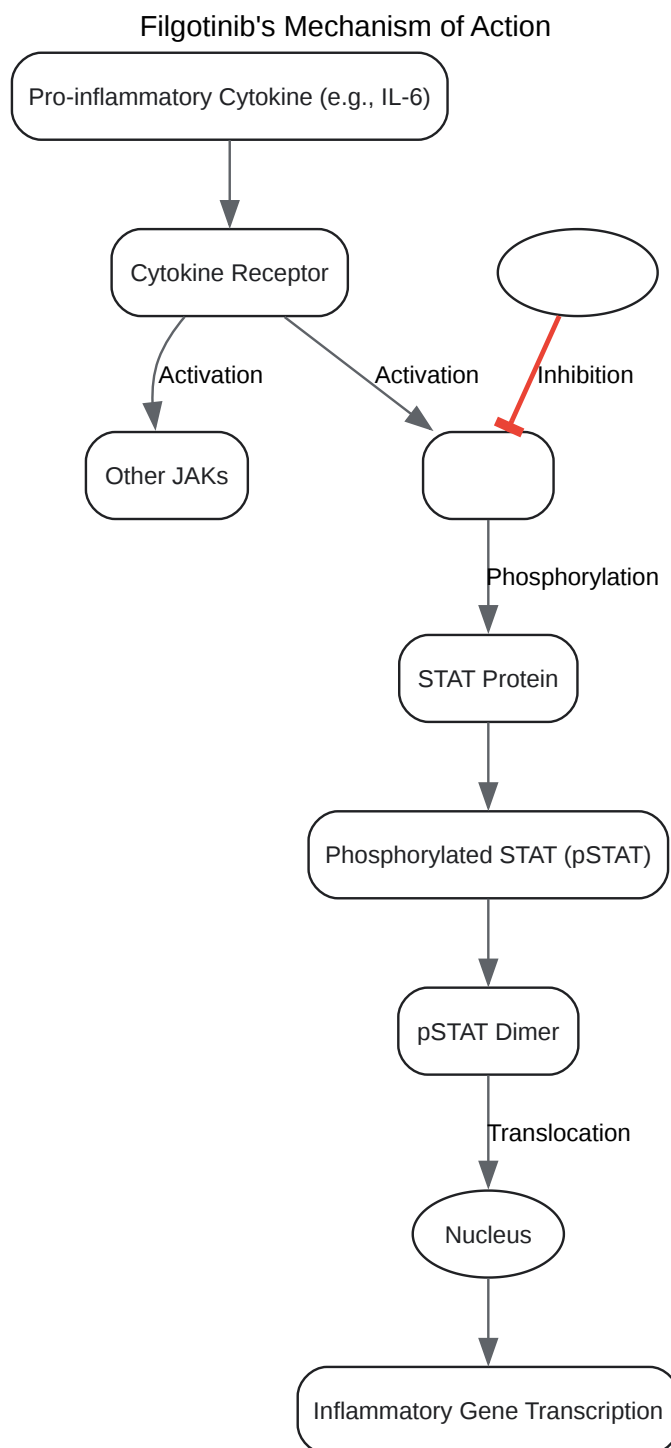 Filgotinib's Mechanism of Action
Pro-inflammatory Cytokine (e.g., IL-6)
Cytokine Receptor
Activation
Activation
Inhibition
Other JAKs
Phosphorylation
STAT Protein
Phosphorylated STAT (pSTAT)
pSTAT Dimer
Translocation
Nucleus
Inflammatory Gene Transcription